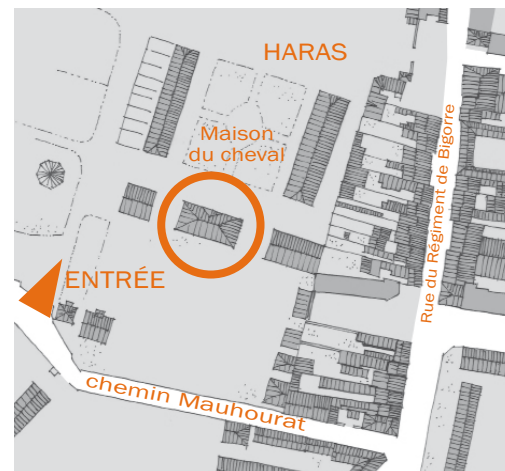 HARAS
Maison
du cheval
Rue du Régiment de Bigorre
ENTRÉE
chemin Mauhourat